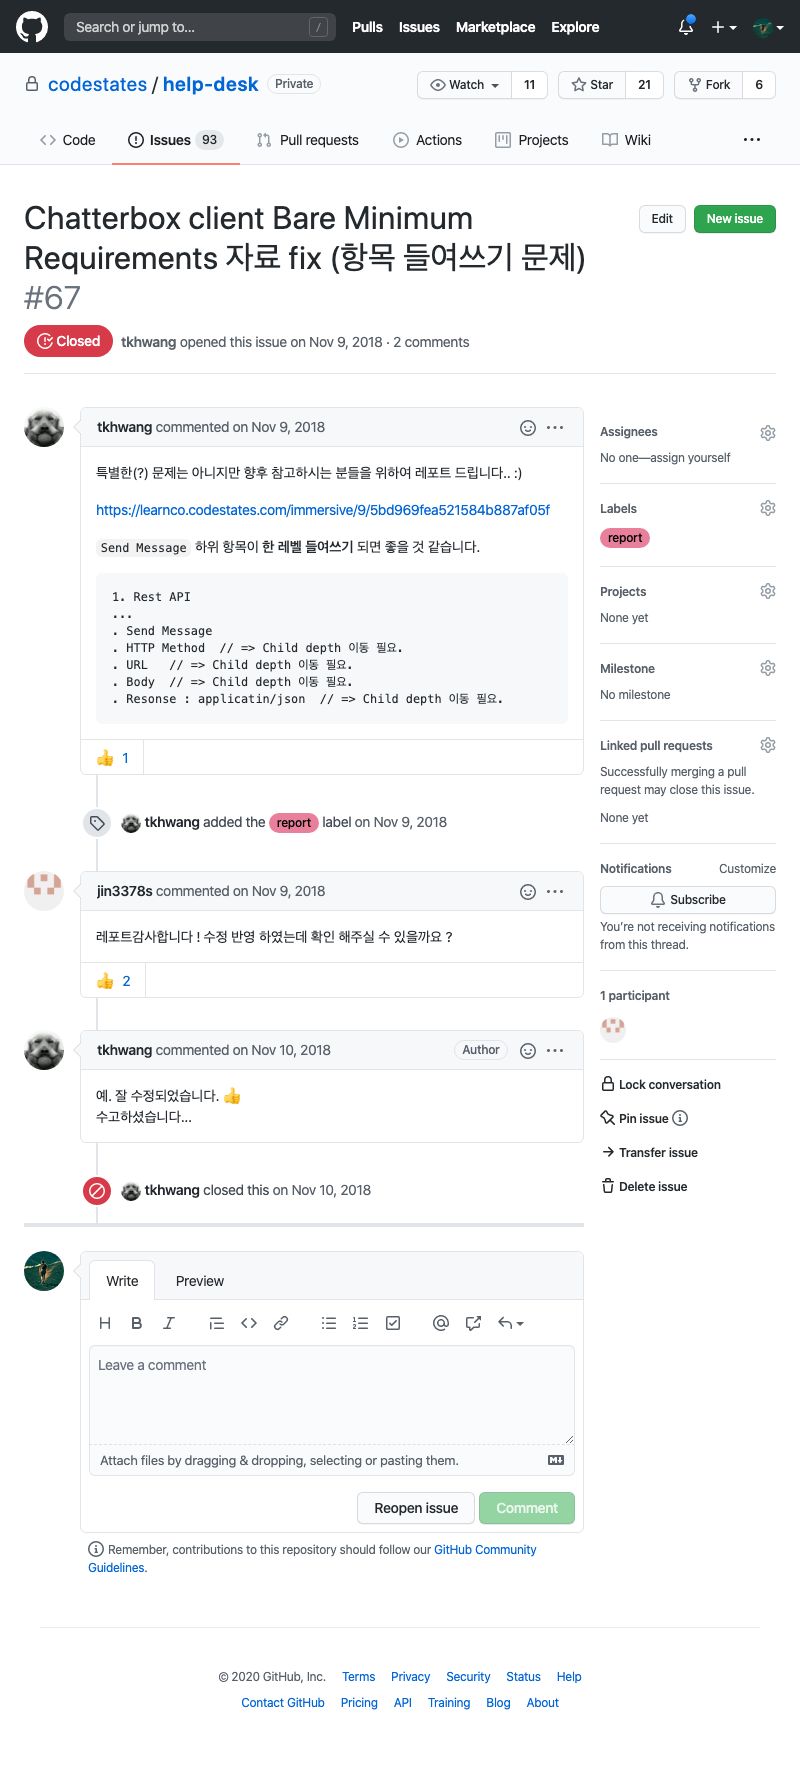 Search or jump to...
/
Pulls Issues Marketplace Explore
codestates / help-desk Private
Watch 11 Star 21 Fork 6
Code Issues 93 Pull requests Actions Projects Wiki
Chatterbox client Bare Minimum
Requirements 자료 fix (항목 들여쓰기 문제)
#67
Edit New issue
Closed tkhwang opened this issue on Nov 9, 2018 · 2 comments
tkhwang commented on Nov 9, 2018
특별한(?) 문제는 아니지만 향후 참고하시는 분들을 위하여 레포트 드립니다.. :)
https://learnco.codestates.com/immersive/9/5bd969fea521584b887af05f
Send Message 하위 항목이 한 레벨 들여쓰기 되면 좋을 것 같습니다.
1. Rest API
...
. Send Message
. HTTP Method // => Child depth 이동 필요.
. URL // => Child depth 이동 필요.
. Body // => Child depth 이동 필요.
. Resonse : applicatin/json // => Child depth 이동 필요.
👍 1
tkhwang added the report label on Nov 9, 2018
jin3378s commented on Nov 9, 2018
레포트감사합니다 ! 수정 반영 하였는데 확인 해주실 수 있을까요 ?
👍 2
tkhwang commented on Nov 10, 2018 Author
예. 잘 수정되었습니다. 👍
수고하셨습니다...
tkhwang closed this on Nov 10, 2018
Write Preview
H B I
Leave a comment
Attach files by dragging & dropping, selecting or pasting them.
Reopen issue Comment
Remember, contributions to this repository should follow our GitHub Community
Guidelines.
Assignees
No one—assign yourself
Labels
report
Projects
None yet
Milestone
No milestone
Linked pull requests
Successfully merging a pull
request may close this issue.
None yet
Notifications Customize
Subscribe
You're not receiving notifications
from this thread.
1 participant
Lock conversation
Pin issue
Transfer issue
Delete issue
© 2020 GitHub, Inc. Terms Privacy Security Status Help
Contact GitHub Pricing API Training Blog About